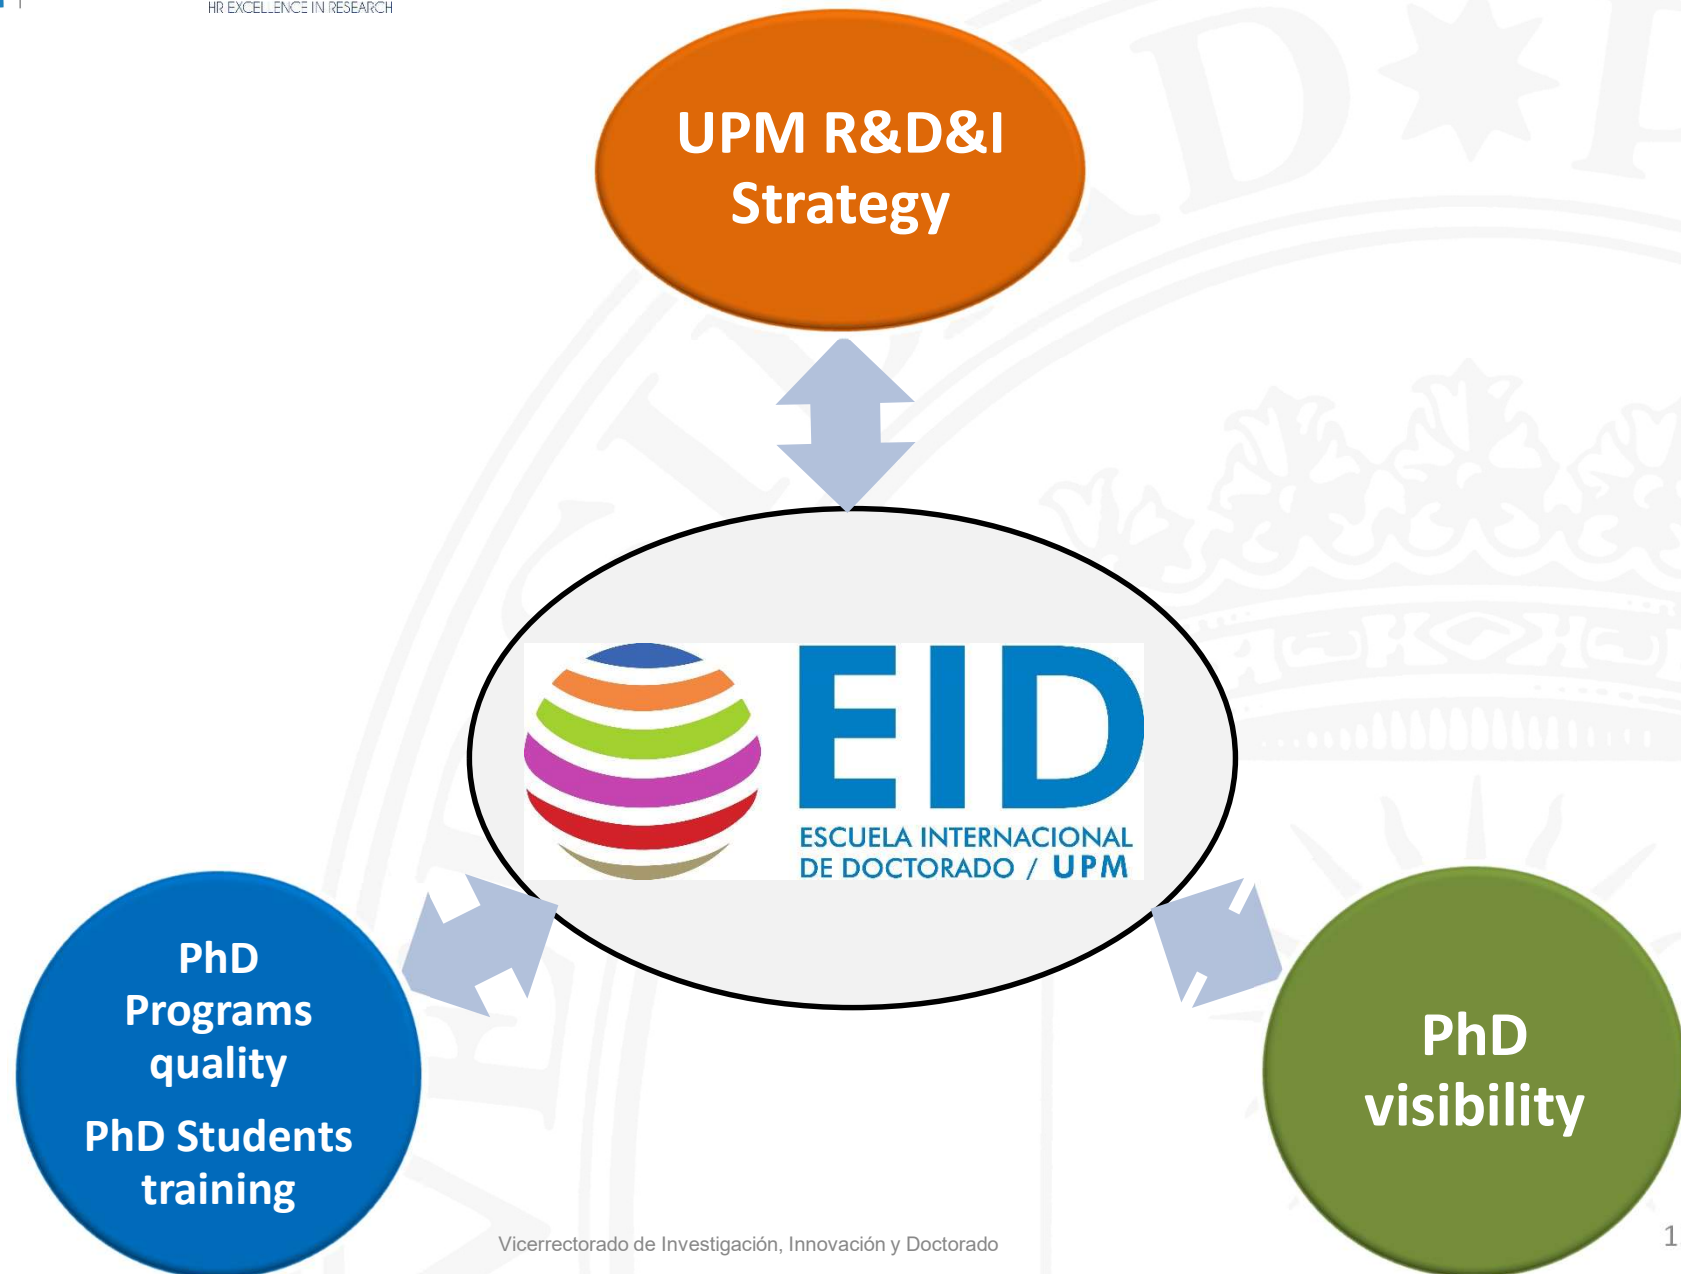 HR EXCELLENCE IN RESEARCH
UPM R&D&I
Strategy
EID
ESCUELA INTERNACIONAL
DE DOCTORADO / UPM
PhD
Programs
quality
PhD Students
training
PhD
visibility
Vicerrectorado de Investigación, Innovación y Doctorado
1